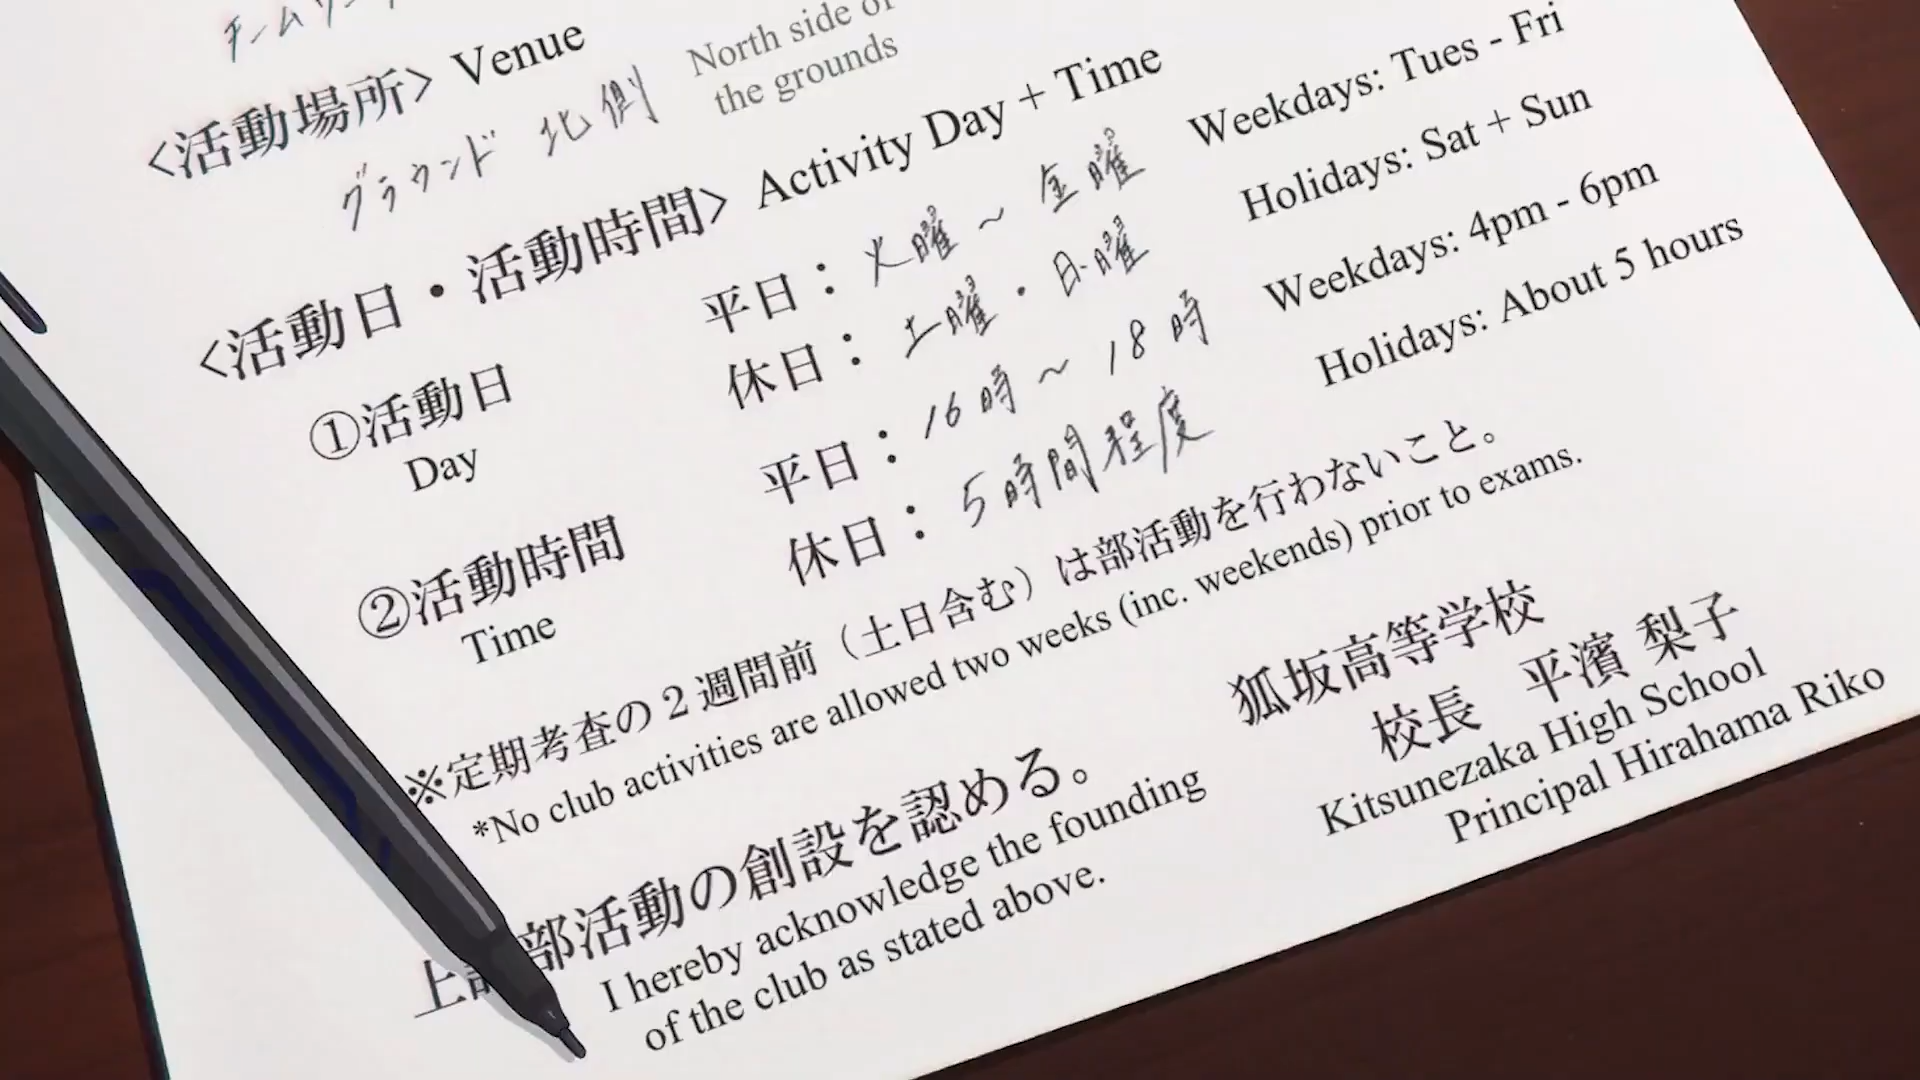 チームワー
<活動場所> Venue
グラウンド 北側
North side of
the grounds
<活動日・活動時間> Activity Day + Time
①活動日
Day
平日：火曜～金曜
休日：土曜・日曜
Weekdays: Tues - Fri
Holidays: Sat + Sun
②活動時間
Time
平日：16時～18時
休日：5時間程度
Weekdays: 4pm - 6pm
Holidays: About 5 hours
※定期考査の２週間前（土日含む）は部活動を行わないこと。
*No club activities are allowed two weeks (inc. weekends) prior to exams.
上記部活動の創設を認める。
I hereby acknowledge the founding
of the club as stated above.
狐坂高等学校
校長 平濱 梨子
Kitsunezaka High School
Principal Hirahama Riko